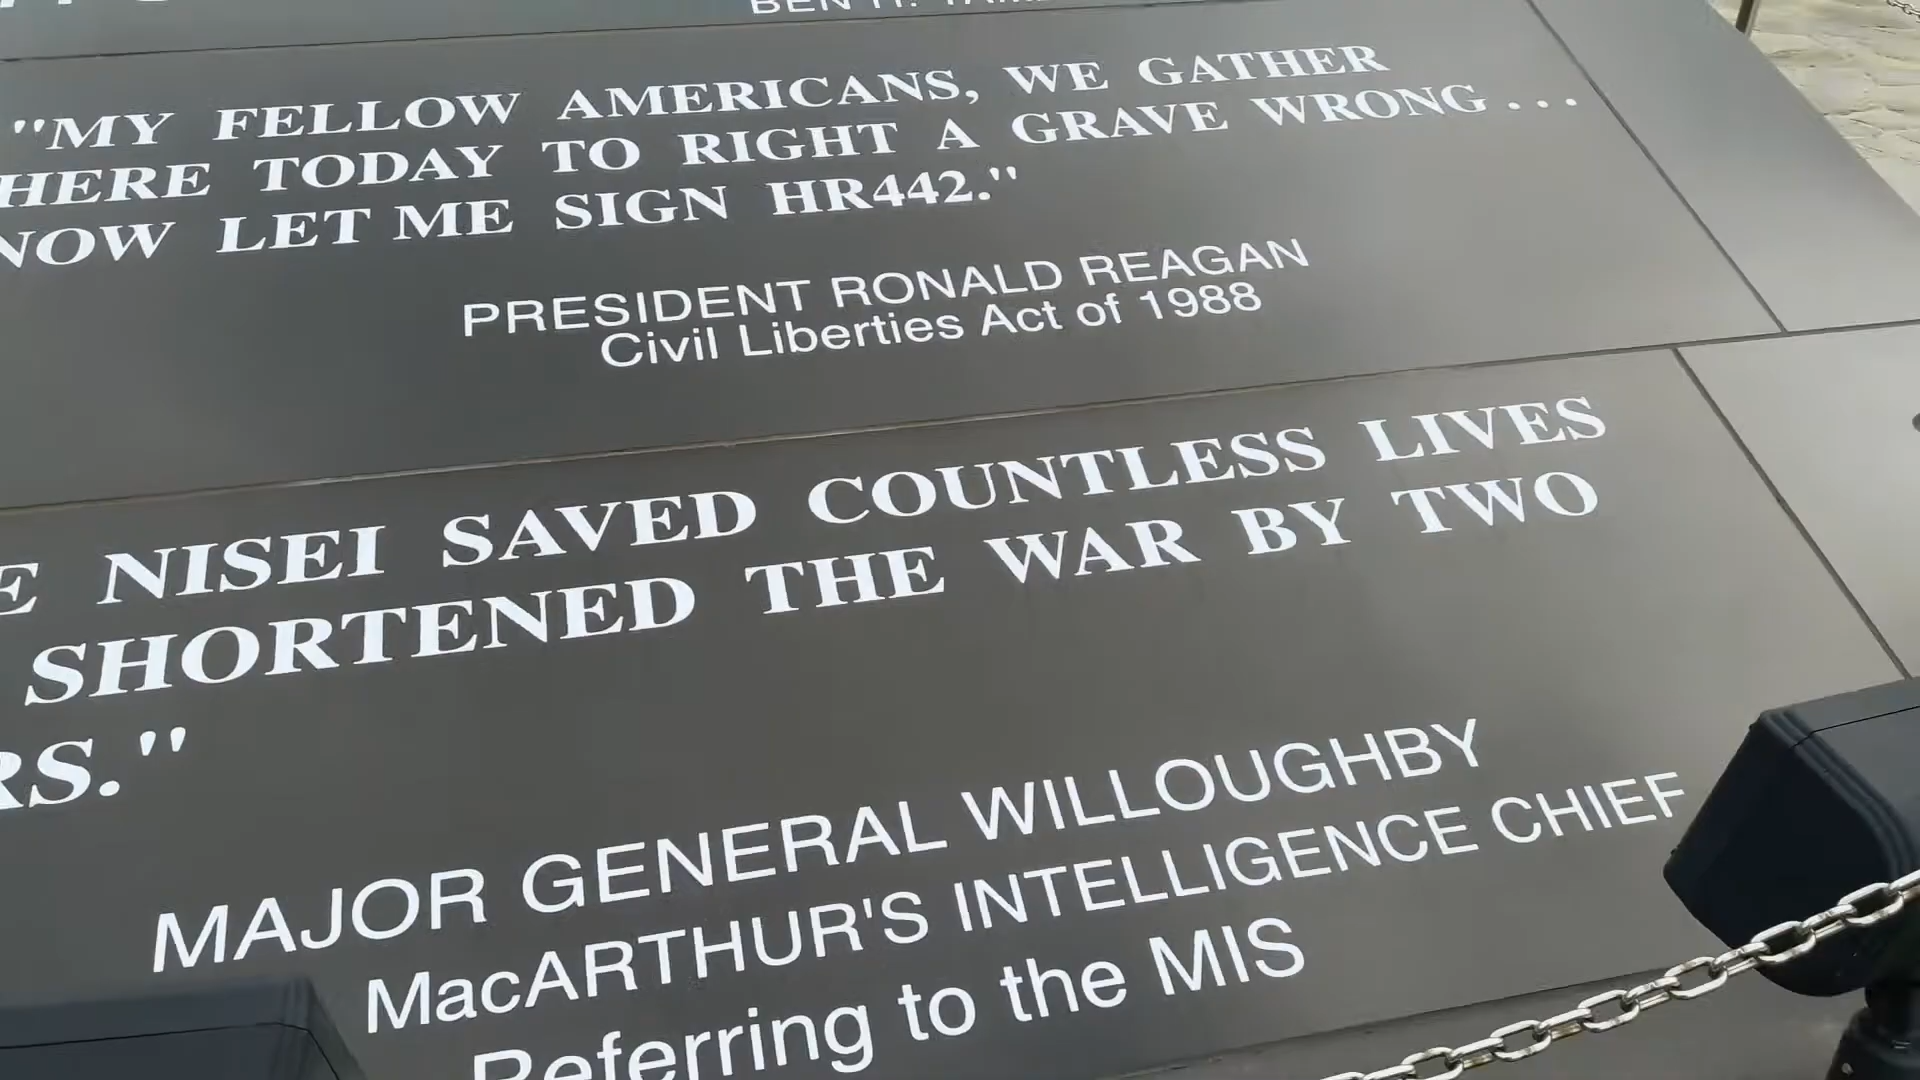 BEN H.
"MY FELLOW AMERICANS, WE GATHER
HERE TODAY TO RIGHT A GRAVE WRONG...
NOW LET ME SIGN HR442."
PRESIDENT RONALD REAGAN
Civil Liberties Act of 1988
E NISEI SAVED COUNTLESS LIVES
SHORTENED THE WAR BY TWO
RS."
MAJOR GENERAL WILLOUGHBY
MacARTHUR'S INTELLIGENCE CHIEF
Referring to the MIS